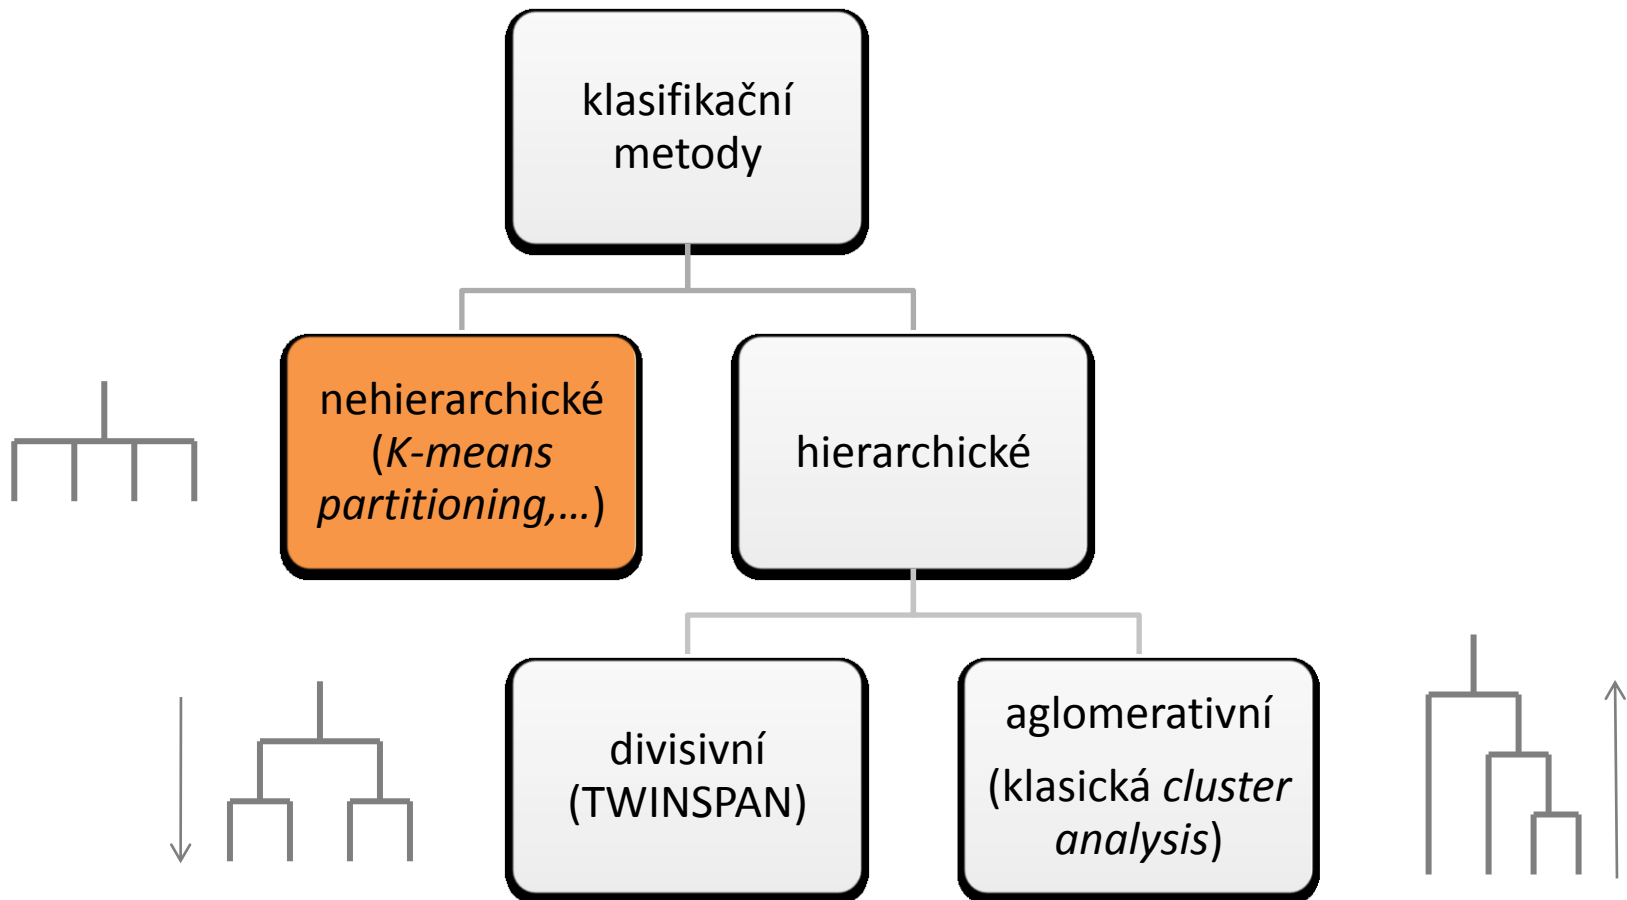 klasifikační
metody
nehierarchické
(K-means
partitioning,...)
hierarchické
divisivní
(TWINSPAN)
aglomerativní
(klasická cluster
analysis)